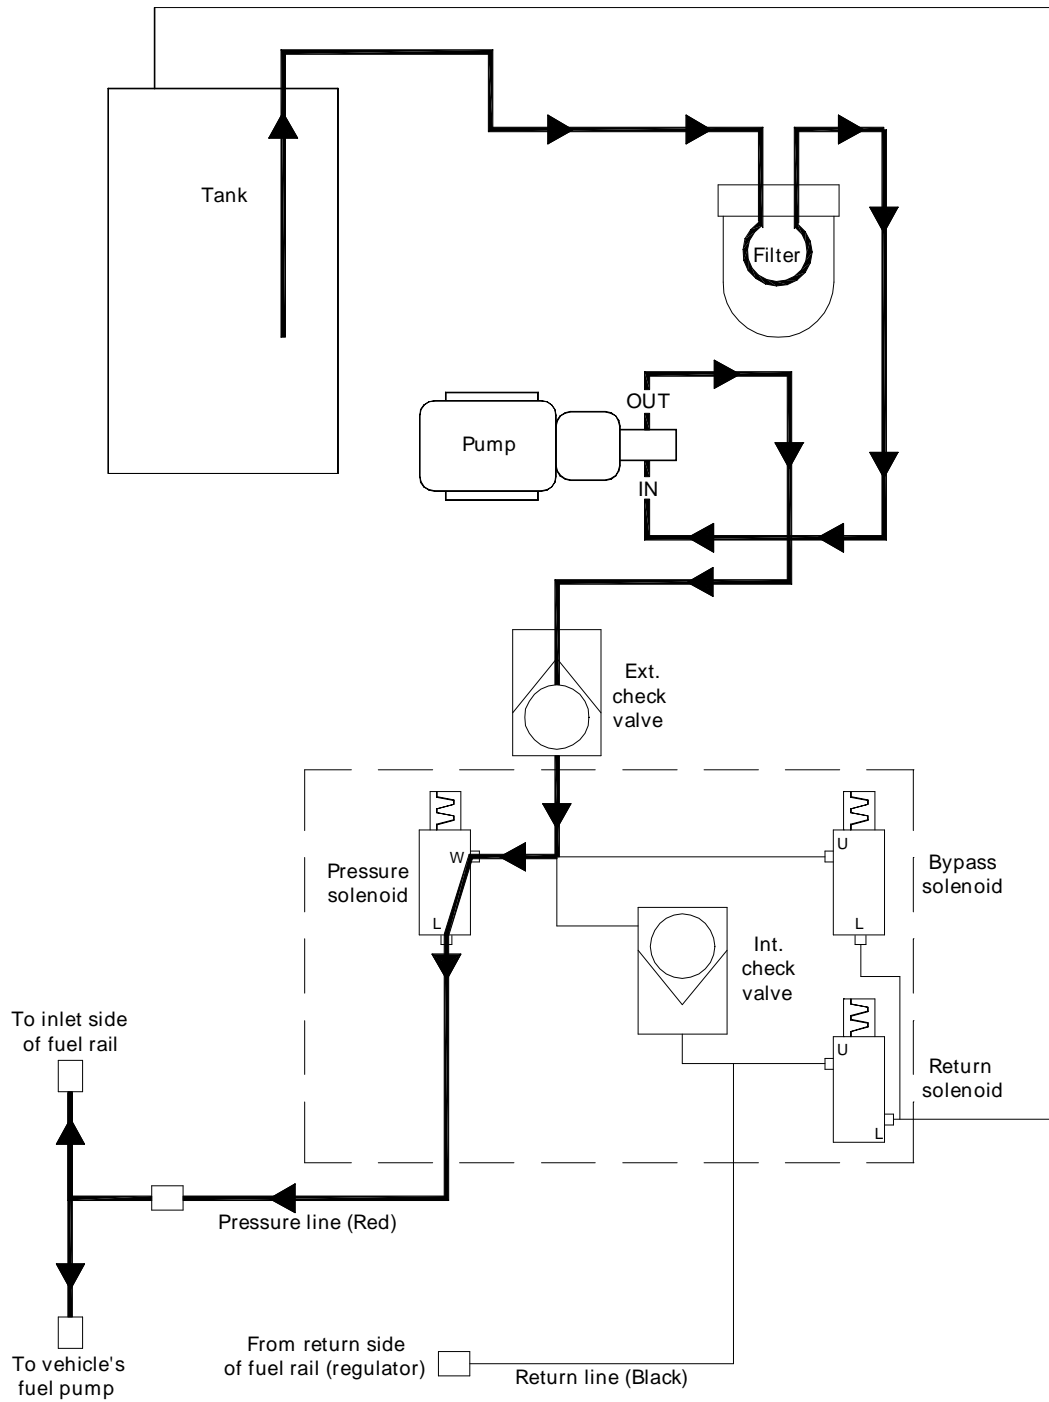 Tank
Filter
OUT
Pump
IN
Ext.
check
valve
W
Pressure
solenoid
L
U
Bypass
solenoid
L
Int.
check
valve
U
Return
solenoid
L
To inlet side
of fuel rail
Pressure line (Red)
To vehicle's
fuel pump
From return side
of fuel rail (regulator)
Return line (Black)